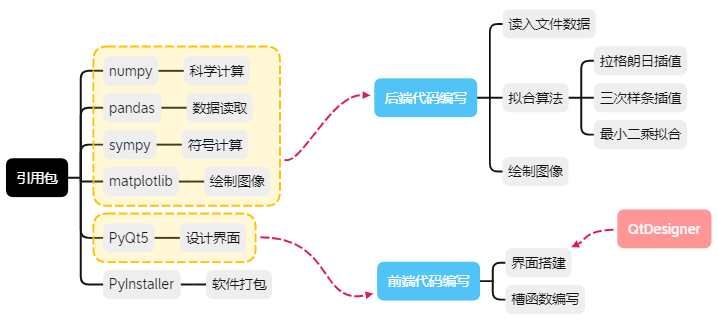 引用包
numpy
科学计算
pandas
数据读取
sympy
符号计算
matplotlib
绘制图像
PyQt5
设计界面
PyInstaller
软件打包
后端代码编写
读入文件数据
拟合算法
拉格朗日插值
三次样条插值
最小二乘拟合
绘制图像
前端代码编写
界面搭建
槽函数编写
QtDesigner